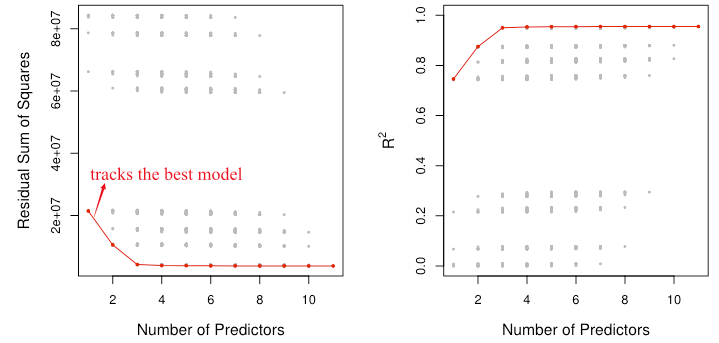 8e+07
6e+07
4e+07
2e+07
Residual Sum of Squares
tracks the best model
2 4 6 8 10
Number of Predictors
1.0
0.8
0.6
0.4
0.2
0.0
R²
2 4 6 8 10
Number of Predictors